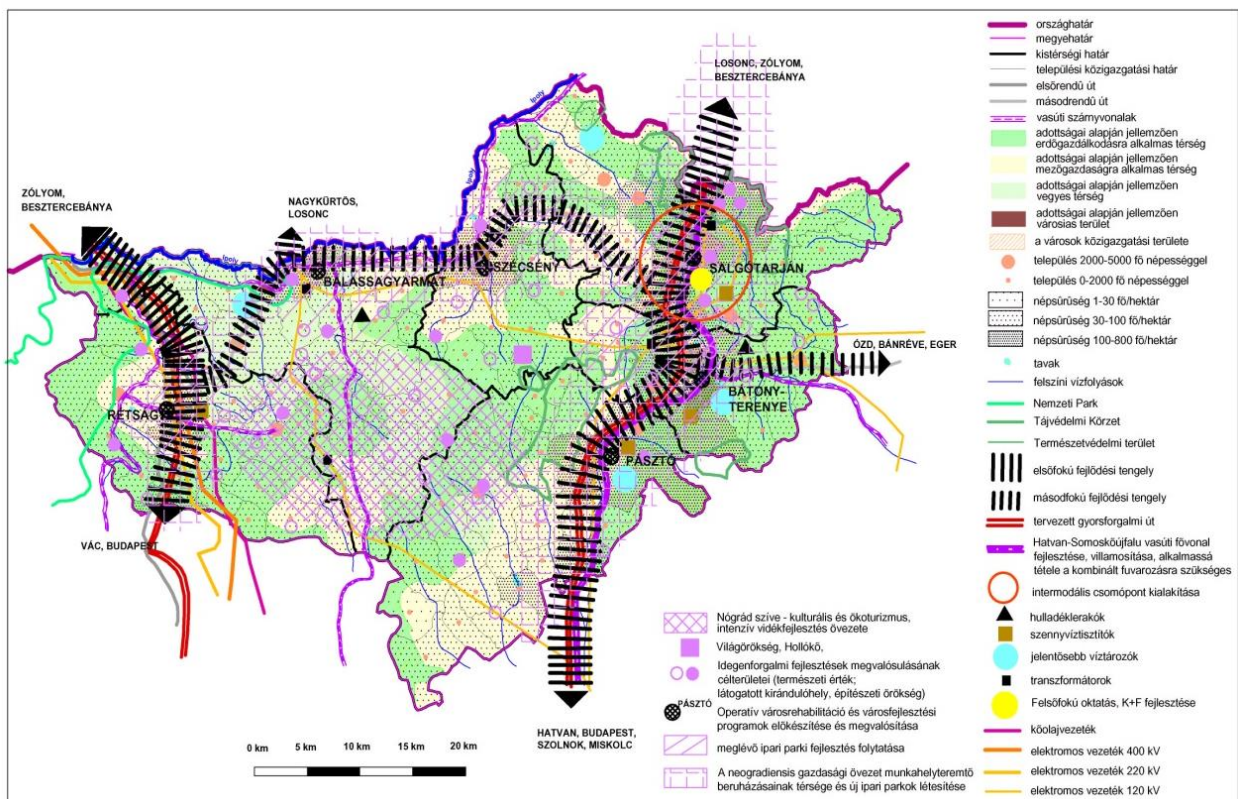 LOSONC, ZÓLYOM,
BESZTERCEBÁNYA
ZÓLYOM,
BESZTERCEBÁNYA
NAGYKÜRTÖS,
LOSONC
Ipoly
Ipoly
Ipoly
Ipoly
SZÉCSÉNY
BALASSAGYARMAT
SALGÓTARJÁN
ÓZD, BÁNRÉVE, EGER
BÁTONY-
TERENYE
RÉTSÁG
PÁSZTÓ
VÁC, BUDAPEST
HATVAN, BUDAPEST,
SZOLNOK, MISKOLC
0 km 5 km 10 km 15 km 20 km
Nógrád szíve - kulturális és ökoturizmus,
intenzív vidékfejlesztés övezete
Világörökség, Hollókő,
Idegenforgalmi fejlesztések megvalósulásának
célterületei (természeti érték;
látogatott kirándulóhely, építészeti örökség)
PÁSZTÓ
Operatív városrehabilitáció és városfejlesztési
programok előkészítése és megvalósítása
meglévő ipari parki fejlesztés folytatása
A neogradiensis gazdasági övezet munkahelyteremtő
beruházásainak térsége és új ipari parkok létesítése
országhatár
megyehatár
kistérségi határ
települési közigazgatási határ
elsőrendû út
másodrendû út
vasúti szárnyvonalak
adottságai alapján jellemzően
erdőgazdálkodásra alkalmas térség
adottságai alapján jellemzően
mezőgazdaságra alkalmas térség
adottságai alapján jellemzően
vegyes térség
adottságai alapján jellemzően
városias terület
a városok közigazgatási területe
település 2000-5000 fő népességgel
település 0-2000 fő népességgel
népsűrűség 1-30 fő/hektár
népsűrűség 30-100 fő/hektár
népsűrűség 100-800 fő/hektár
tavak
felszíni vízfolyások
Nemzeti Park
Tájvédelmi Körzet
Természetvédelmi terület
elsőfokú fejlődési tengely
másodfokú fejlődési tengely
tervezett gyorsforgalmi út
Hatvan-Somoskőújfalu vasúti fővonal
fejlesztése, villamosítása, alkalmassá
tétele a kombinált fuvarozásra szükséges
intermodális csomópont kialakítása
hulladéklerakók
szennyvíztisztítók
jelentősebb víztározók
transzformátorok
Felsőfokú oktatás, K+F fejlesztése
kőolajvezeték
elektromos vezeték 400 kV
elektromos vezeték 220 kV
elektromos vezeték 120 kV